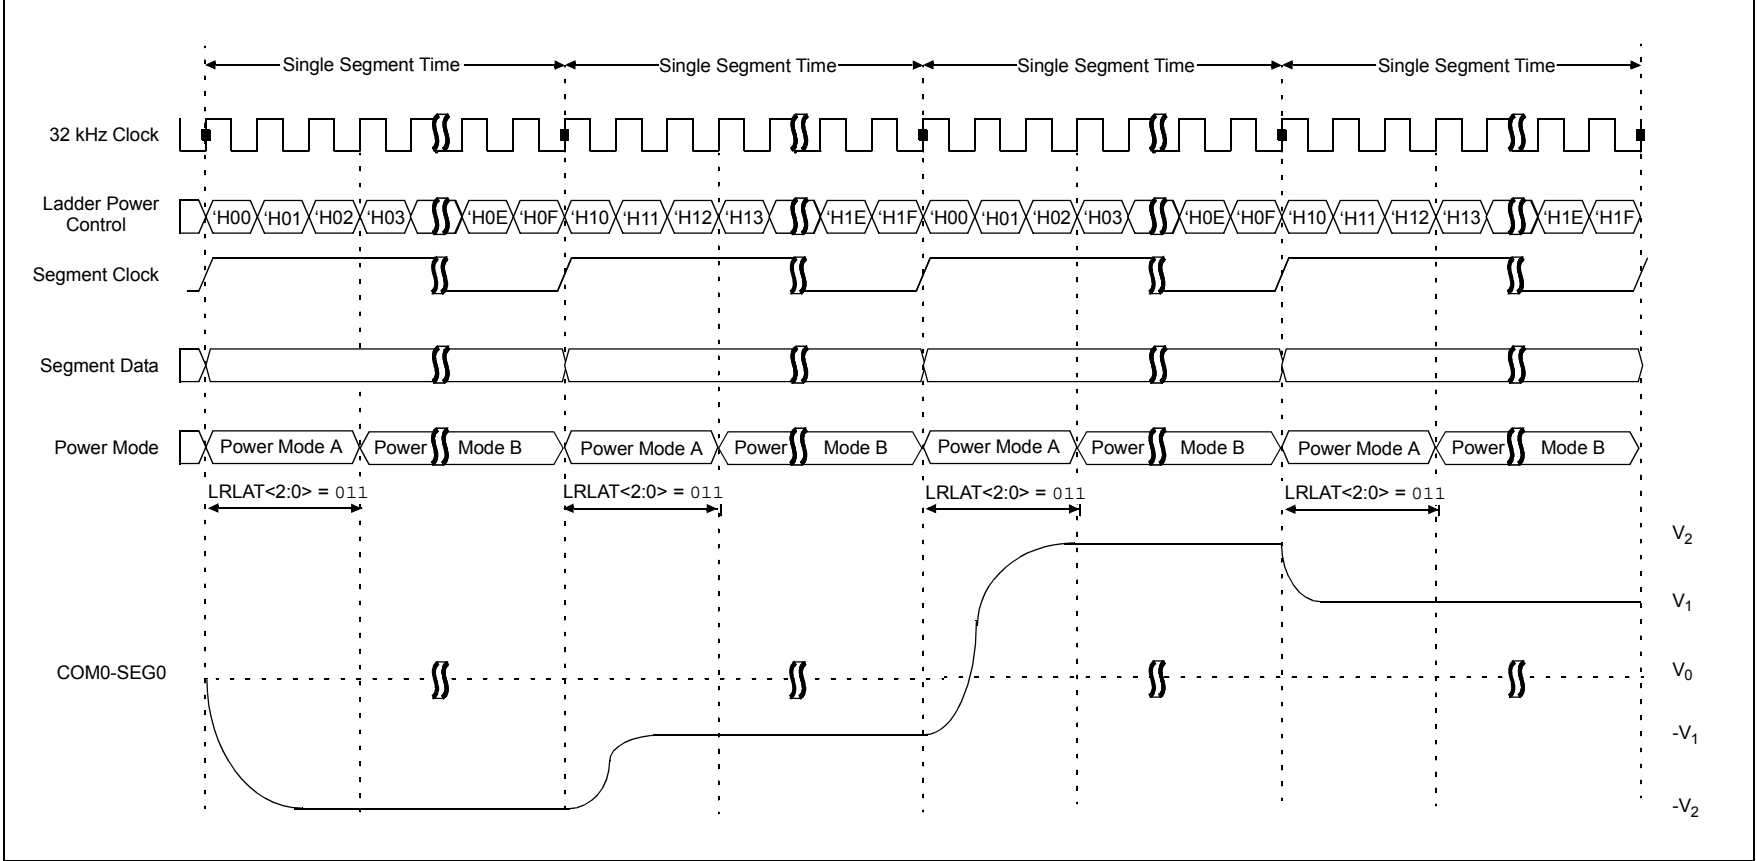 Single Segment Time Single Segment Time Single Segment Time Single Segment Time
32 kHz Clock
Ladder Power
Control
‘H00 ‘H01 ‘H02 ‘H03 ‘H0E ‘H0F ‘H10 ‘H11 ‘H12 ‘H13 ‘H1E ‘H1F ‘H00 ‘H01 ‘H02 ‘H03 ‘H0E ‘H0F ‘H10 ‘H11 ‘H12 ‘H13 ‘H1E ‘H1F
Segment Clock
Segment Data
Power Mode Power Mode A Power Mode B Power Mode A Power Mode B Power Mode A Power Mode B Power Mode A Power Mode B
LRLAT<2:0> = 011 LRLAT<2:0> = 011 LRLAT<2:0> = 011 LRLAT<2:0> = 011
V2
V1
COM0-SEG0 V0
-V1
-V2